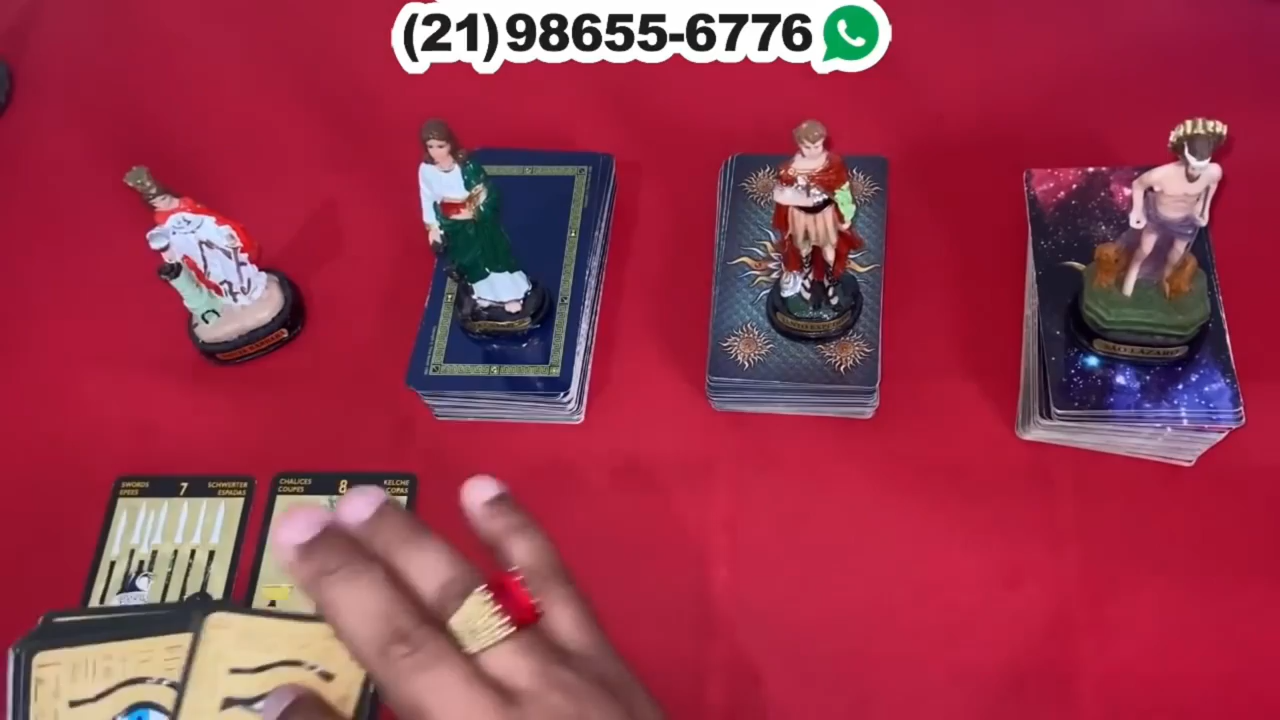 (21)98655-6776
SÃO LÁZARO
SWORDS 7 SCHWERTER
EPEES ESPADAS
CHALICES 8 KELCHE
COUPES COPAS